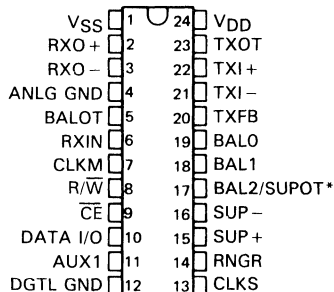 VSS 1 24 VDD
RXO+ 2 23 TXOT
RXO− 3 22 TXI+
ANLG GND 4 21 TXI−
BALOT 5 20 TXFB
RXIN 6 19 BAL0
CLKM 7 18 BAL1
R/W̅ 8 17 BAL2/SUPOT*
C̅E̅ 9 16 SUP−
DATA I/O 10 15 SUP+
AUX1 11 14 RNGR
DGTL GND 12 13 CLKS